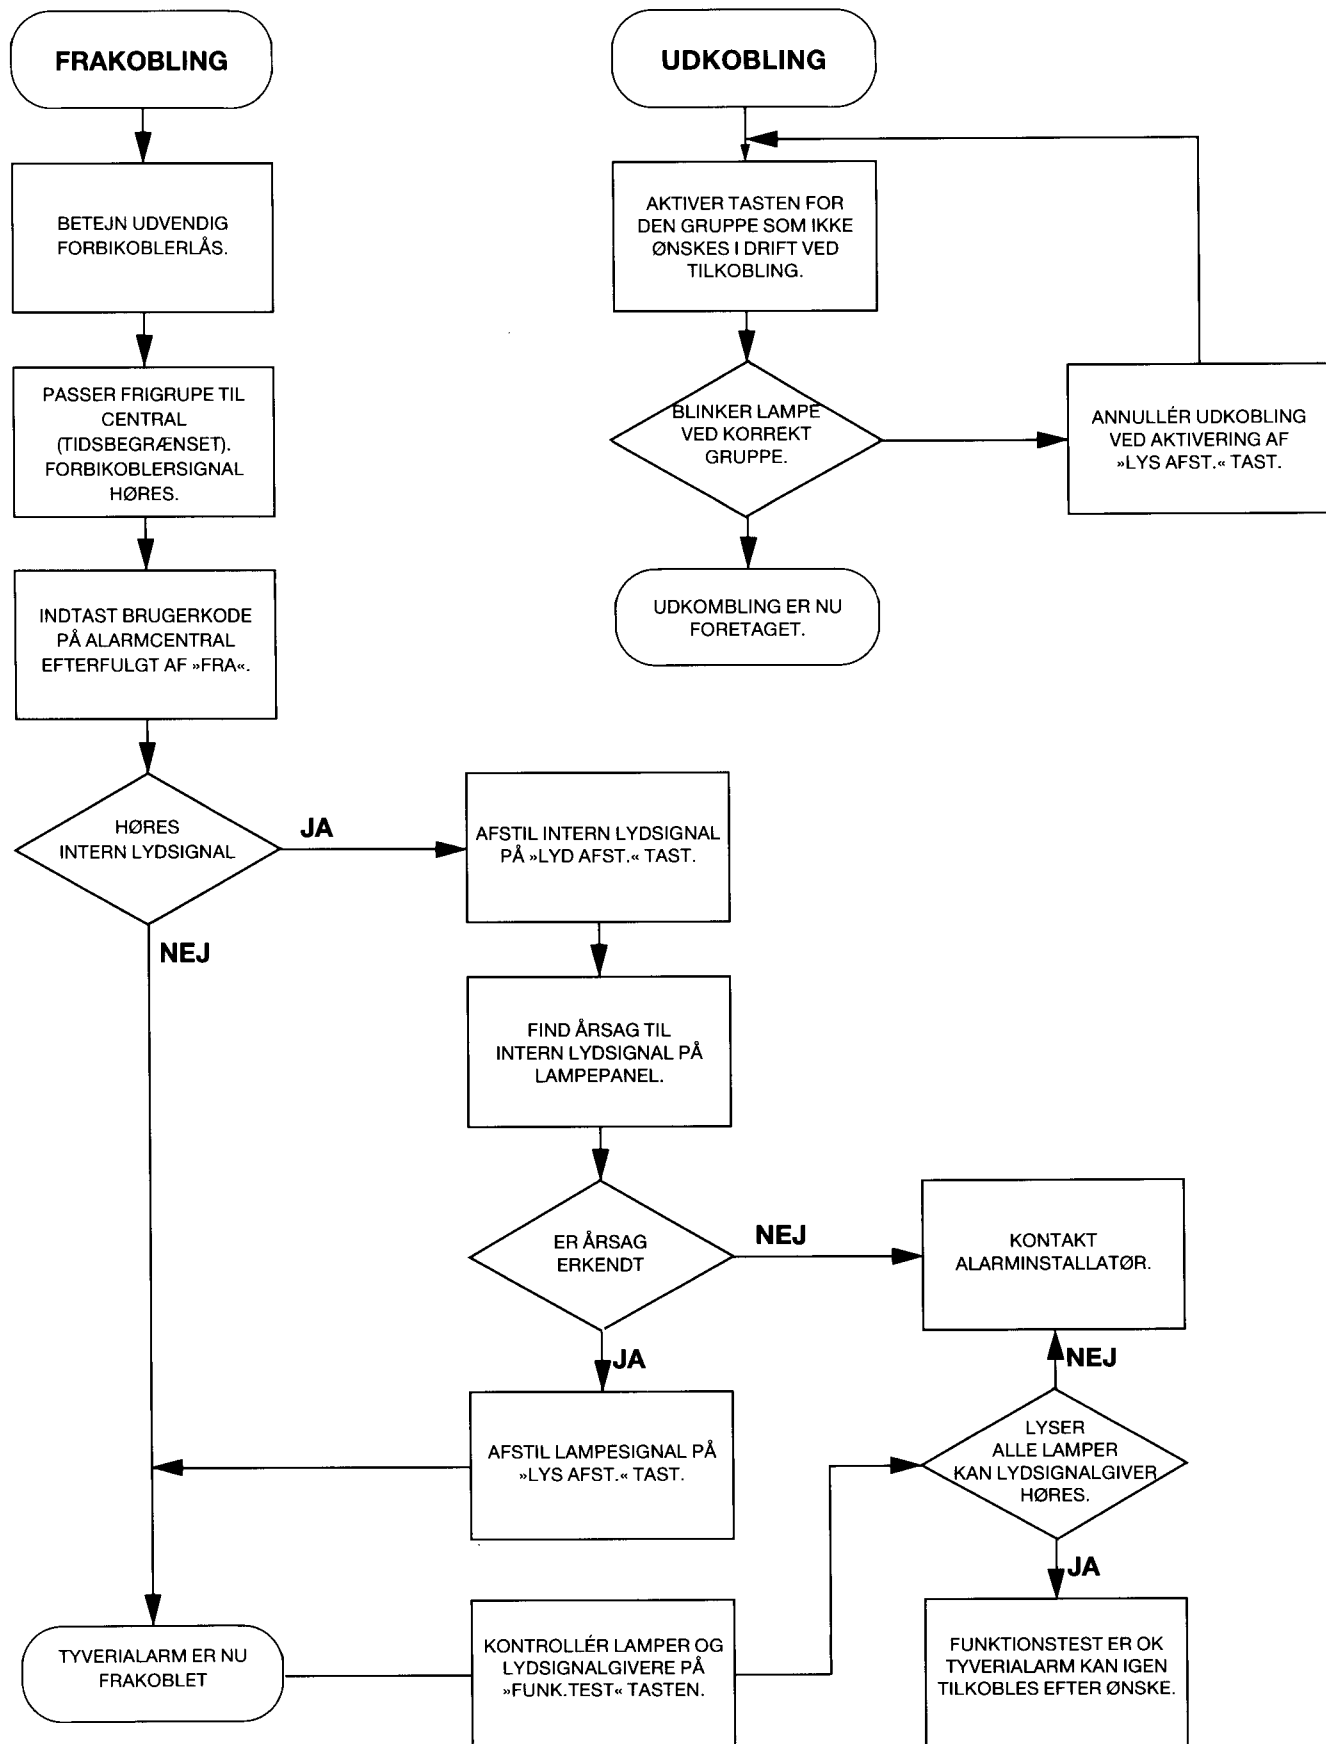 FRAKOBLING
BETEJN UDVENDIG
FORBIKOBLERLÅS.
PASSER FRIGRUPE TIL
CENTRAL
(TIDSBEGRÆNSET).
FORBIKOBLERSIGNAL
HØRES.
INDTAST BRUGERKODE
PÅ ALARMCENTRAL
EFTERFULGT AF »FRA«.
HØRES
INTERN LYDSIGNAL
JA
NEJ
AFSTIL INTERN LYDSIGNAL
PÅ »LYD AFST.« TAST.
FIND ÅRSAG TIL
INTERN LYDSIGNAL PÅ
LAMPEPANEL.
ER ÅRSAG
ERKENDT
NEJ
JA
KONTAKT
ALARMINSTALLATØR.
AFSTIL LAMPESIGNAL PÅ
»LYS AFST.« TAST.
TYVERIALARM ER NU
FRAKOBLET
KONTROLLÉR LAMPER OG
LYDSIGNALGIVERE PÅ
»FUNK.TEST« TASTEN.
LYSER
ALLE LAMPER
KAN LYDSIGNALGIVER
HØRES.
NEJ
JA
FUNKTIONSTEST ER OK
TYVERIALARM KAN IGEN
TILKOBLES EFTER ØNSKE.
UDKOBLING
AKTIVER TASTEN FOR
DEN GRUPPE SOM IKKE
ØNSKES I DRIFT VED
TILKOBLING.
BLINKER LAMPE
VED KORREKT
GRUPPE.
ANNULLÉR UDKOBLING
VED AKTIVERING AF
»LYS AFST.« TAST.
UDKOMBLING ER NU
FORETAGET.